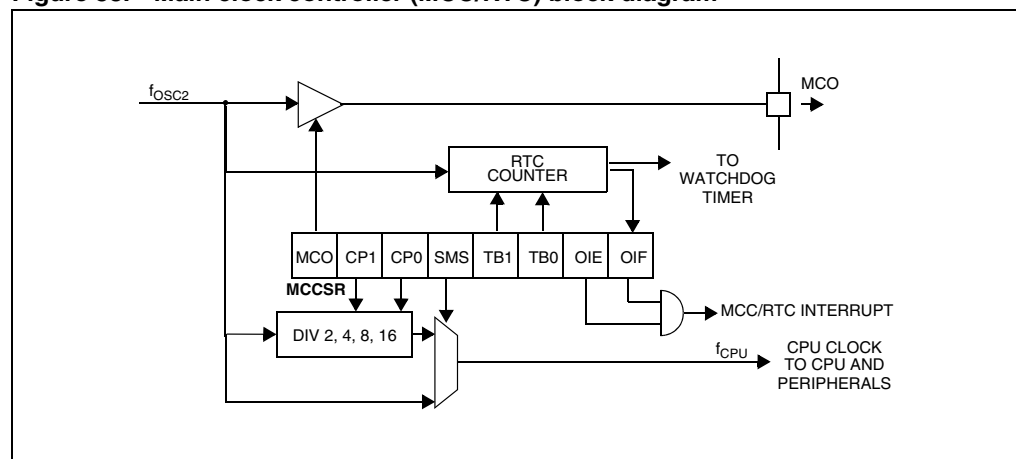 Main clock controller (MCC/RTC) block diagram
fOSC2
MCO
RTC
COUNTER
TO
WATCHDOG
TIMER
MCO CP1 CP0 SMS TB1 TB0 OIE OIF
MCCSR
MCC/RTC INTERRUPT
DIV 2, 4, 8, 16
fCPU
CPU CLOCK
TO CPU AND
PERIPHERALS